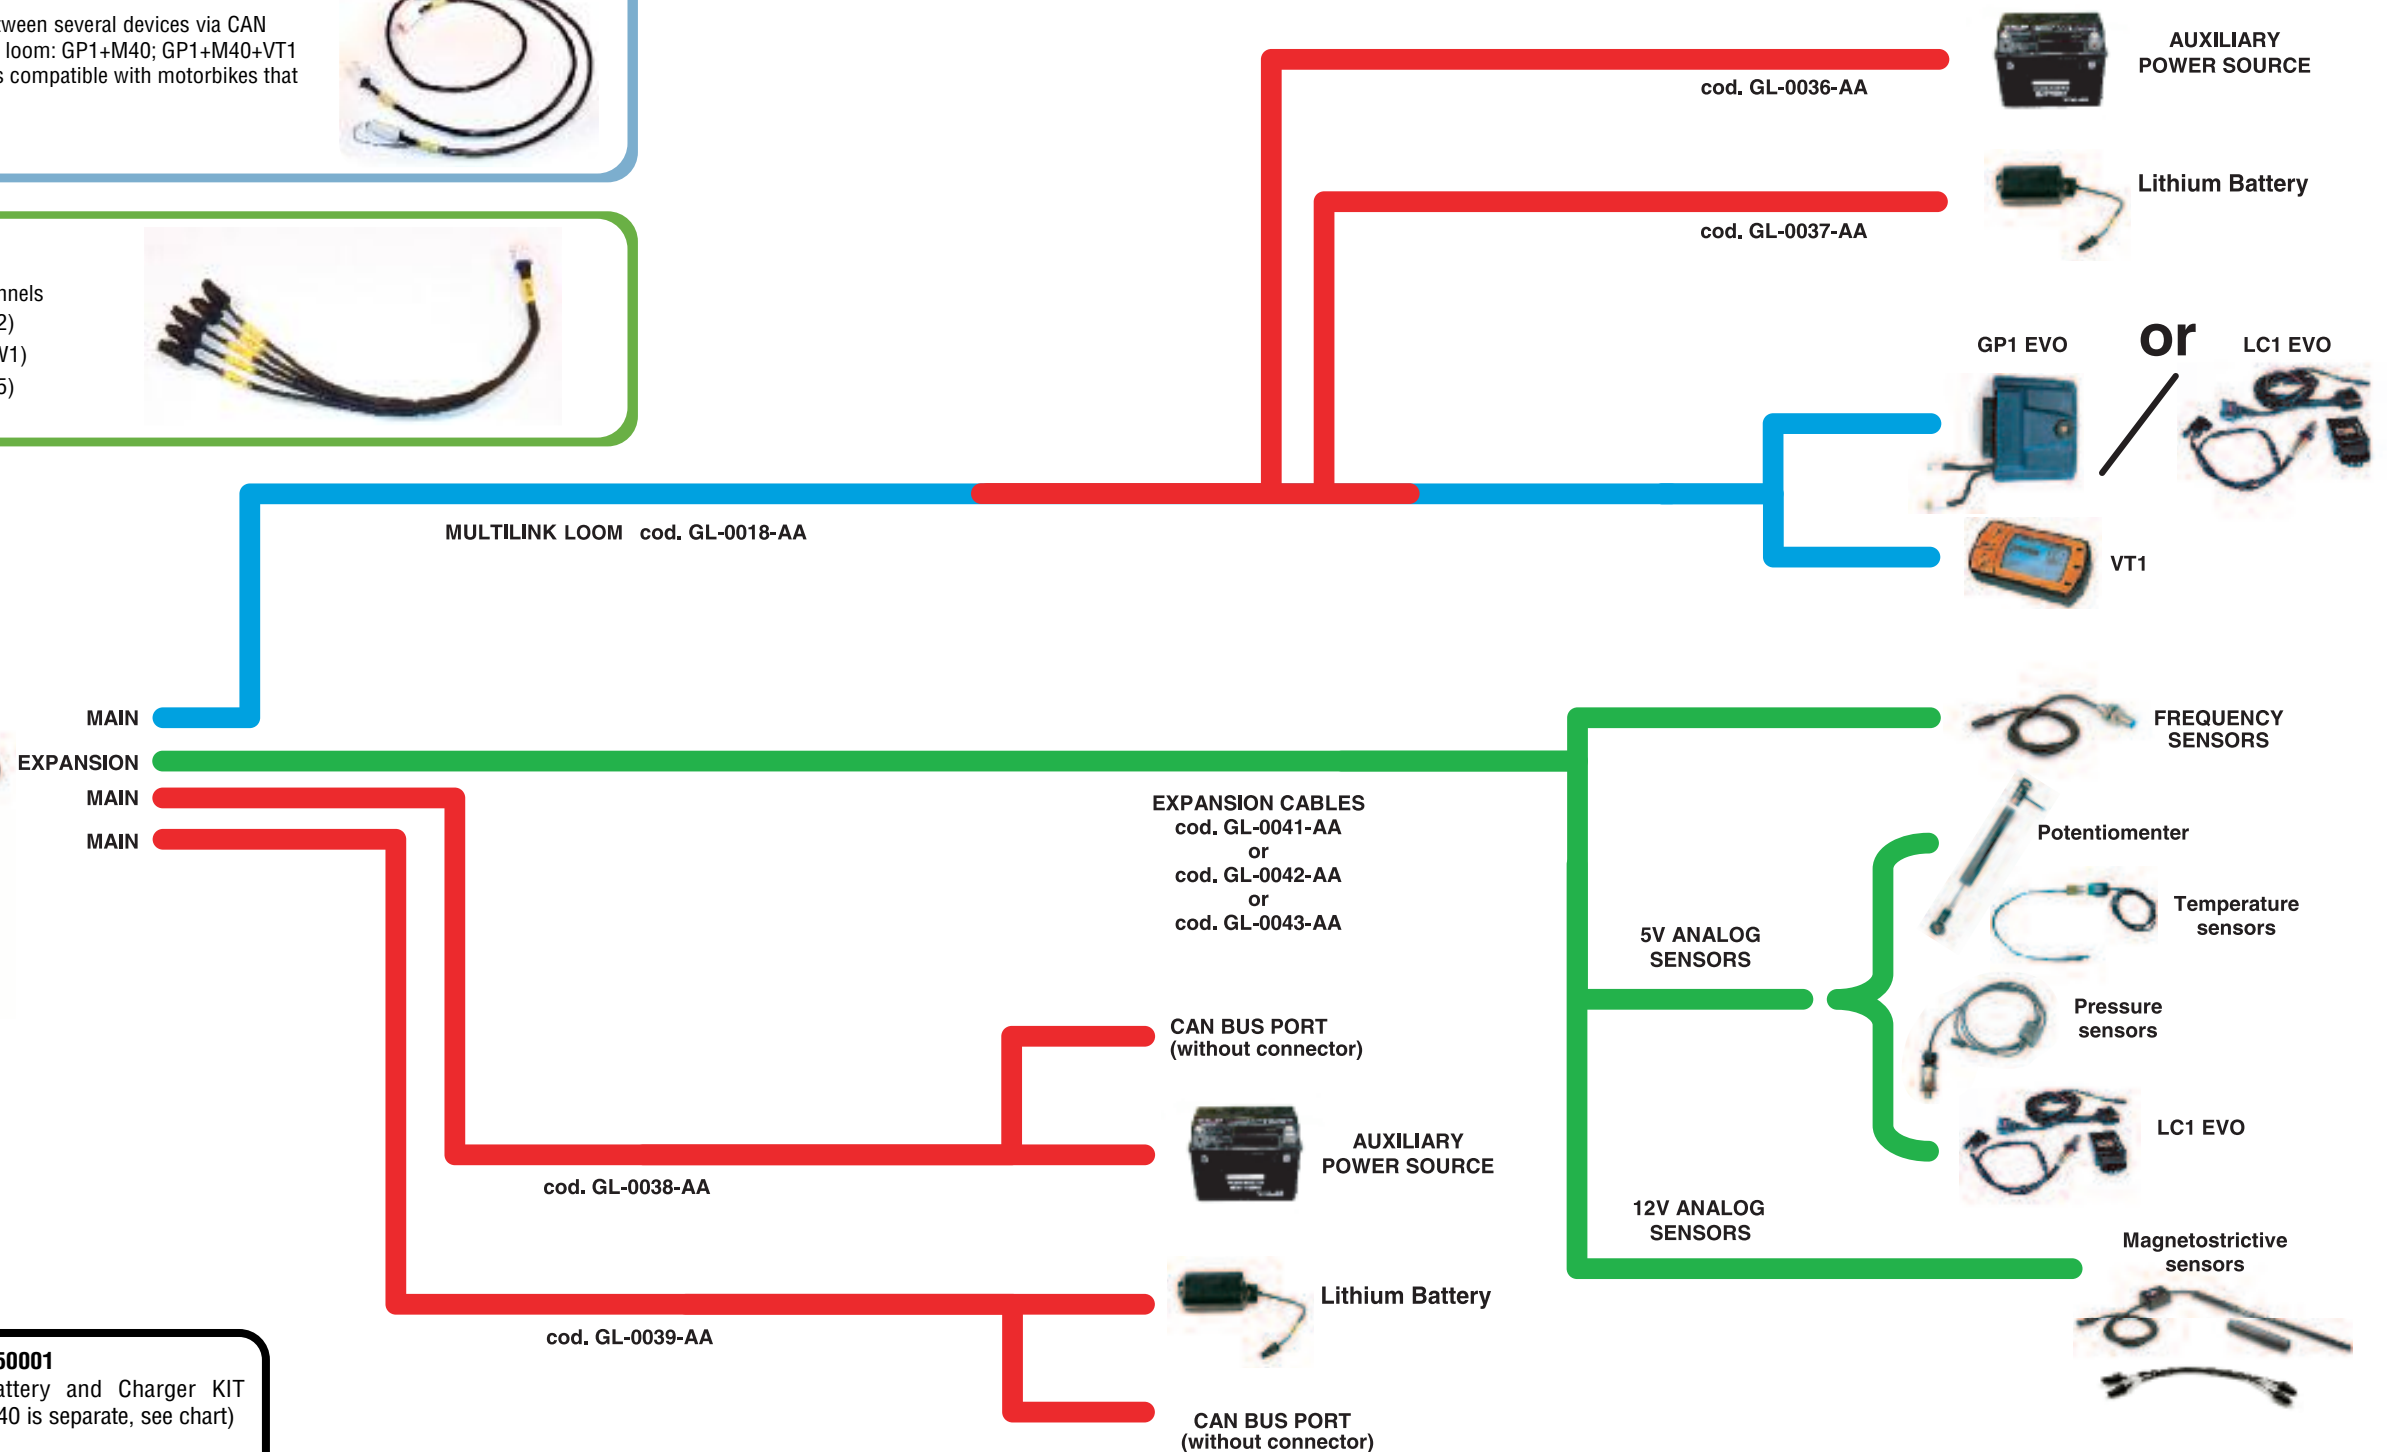 tween several devices via CAN
loom: GP1+M40; GP1+M40+VT1
s compatible with motorbikes that
nnels
2)
V1)
5)
AUXILIARY
POWER SOURCE
cod. GL-0036-AA
Lithium Battery
cod. GL-0037-AA
GP1 EVO
or
LC1 EVO
MULTILINK LOOM cod. GL-0018-AA
VT1
MAIN
EXPANSION
MAIN
MAIN
FREQUENCY
SENSORS
EXPANSION CABLES
cod. GL-0041-AA
or
cod. GL-0042-AA
or
cod. GL-0043-AA
Potentiomenter
Temperature
sensors
5V ANALOG
SENSORS
Pressure
sensors
LC1 EVO
CAN BUS PORT
(without connector)
AUXILIARY
POWER SOURCE
cod. GL-0038-AA
12V ANALOG
SENSORS
Magnetostrictive
sensors
Lithium Battery
cod. GL-0039-AA
CAN BUS PORT
(without connector)
50001
attery and Charger KIT
40 is separate, see chart)